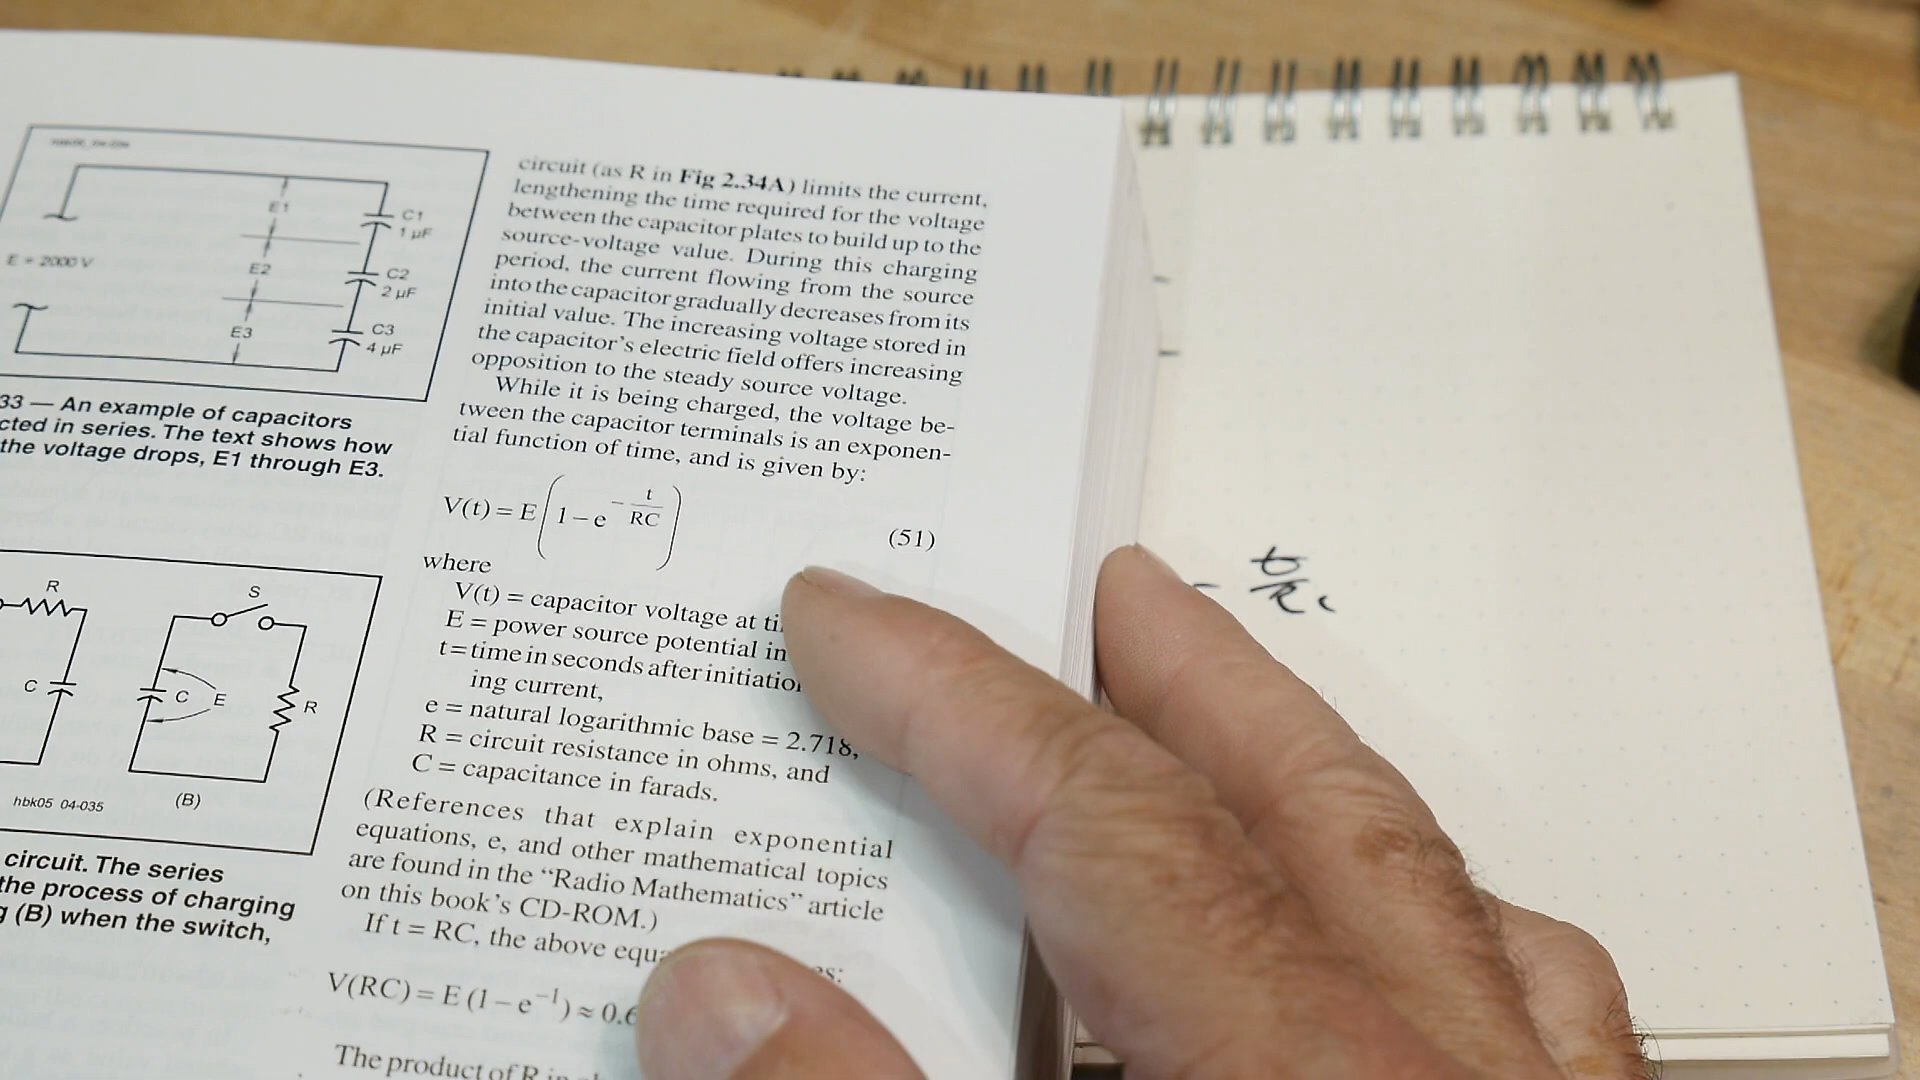 E1
C1
1 µF
E = 2000 V
E2
C2
2 µF
E3
C3
4 µF
33 — An example of capacitors
cted in series. The text shows how
the voltage drops, E1 through E3.
R
S
C
C
E
R
hbk05 04-035
(B)
circuit. The series
the process of charging
g (B) when the switch,
circuit (as R in Fig 2.34A) limits the current,
lengthening the time required for the voltage
between the capacitor plates to build up to the
source-voltage value. During this charging
period, the current flowing from the source
into the capacitor gradually decreases from its
initial value. The increasing voltage stored in
the capacitor's electric field offers increasing
opposition to the steady source voltage.
While it is being charged, the voltage be-
tween the capacitor terminals is an exponen-
tial function of time, and is given by:
V(t) = E(1 − e^(−t/RC)) (51)
where
V(t) = capacitor voltage at
E = power source potential in
t = time in seconds after
ing current,
e = natural logarithmic base = 2.718,
R = circuit resistance in ohms, and
C = capacitance in farads.
(References that explain exponential
equations, e, and other mathematical topics
are found in the “Radio Mathematics” article
on this book's CD-ROM.)
If t = RC, the above
V(RC) = E (1 − e⁻¹) ≈ 0.6
The product of R in